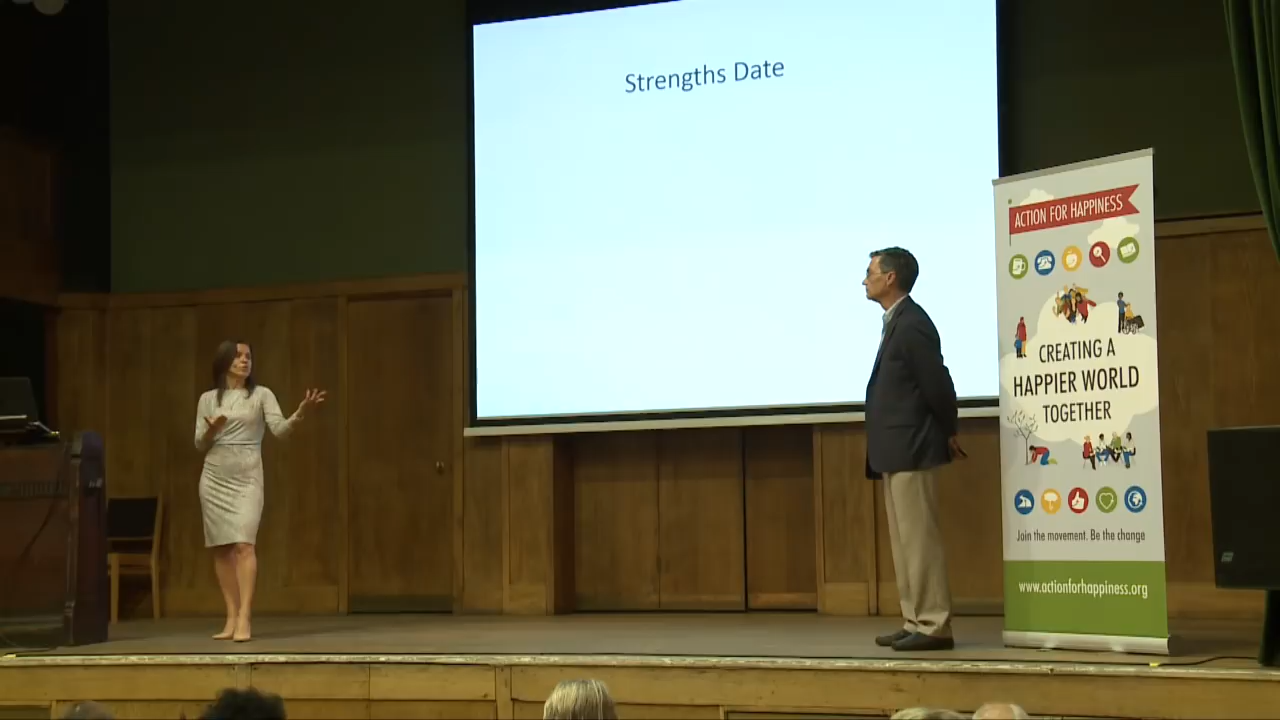 Strengths Date
ACTION FOR HAPPINESS
CREATING A
HAPPIER WORLD
TOGETHER
Join the movement. Be the change
www.actionforhappiness.org